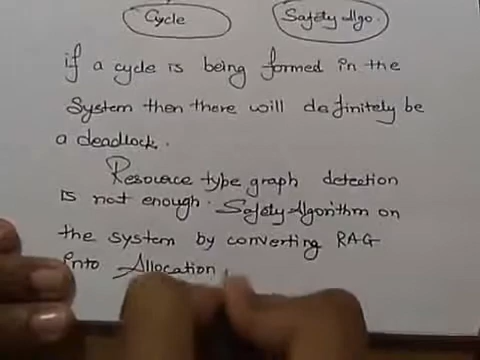 Cycle
Safety Algo.
if a cycle is being formed in the
System then there will definitely be
a deadlock.
Resource type graph detection
is not enough. Safety Algorithm on
the system by converting RAG
into Allocation